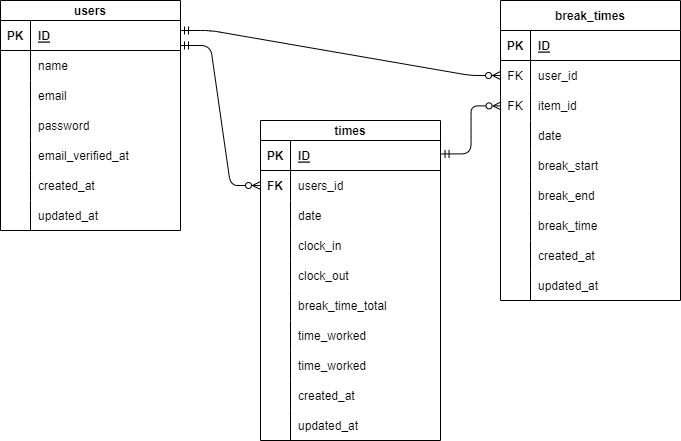 users
PK ID
name
email
password
email_verified_at
created_at
updated_at
times
PK ID
FK users_id
date
clock_in
clock_out
break_time_total
time_worked
time_worked
created_at
updated_at
break_times
PK ID
FK user_id
FK item_id
date
break_start
break_end
break_time
created_at
updated_at